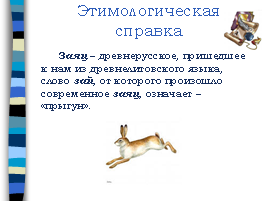 Этимологическая
справка
Заяц – древнерусское, пришедшее
к нам из древнелитовского языка,
слово зай, от которого произошло
современное заяц, означает –
«прыгун».